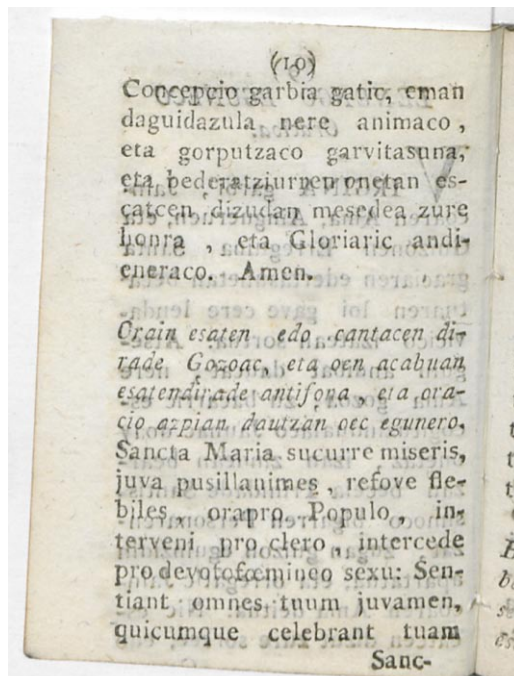 (10)
Concepcio garbia gatic, eman
daguidazula nere animaco,
eta gorputzaco garvitasuna,
eta bederatziurren onetan es-
catcen dizudan mesedea zure
honra, eta Gloriaric andi-
eneraco. Amen.
Orain esaten edo cantacen di-
rade Gozoac, eta oen acabuan
esatendirade antifona, eta ora-
cio azpian dautzan oec egunero.
Sancta Maria sucurre miseris,
juva pusillanimes, refove fle-
biles, orapro Populo, in-
terveni pro clero, intercede
pro devotofœmineo sexu: Sen-
tiant omnes tuum juvamen,
quicumque celebrant tuam
Sanc-